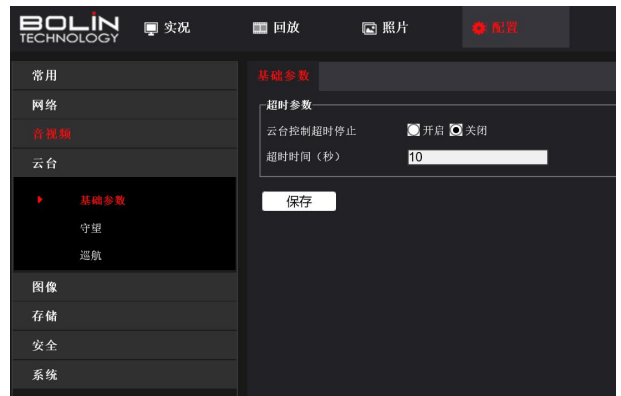 BOLIN TECHNOLOGY 实况 回放 照片 配置
常用
网络
音视频
云台
基础参数
守望
巡航
图像
存储
安全
系统
基础参数
超时参数
云台控制超时停止 开启 关闭
超时时间（秒） 10
保存